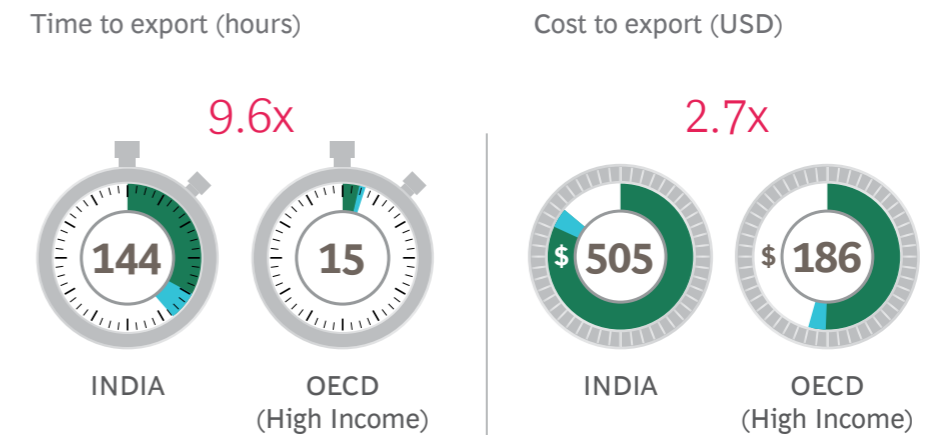 Time to export (hours)
Cost to export (USD)
9.6x
2.7x
144
15
$ 505
$ 186
INDIA
OECD
(High Income)
INDIA
OECD
(High Income)